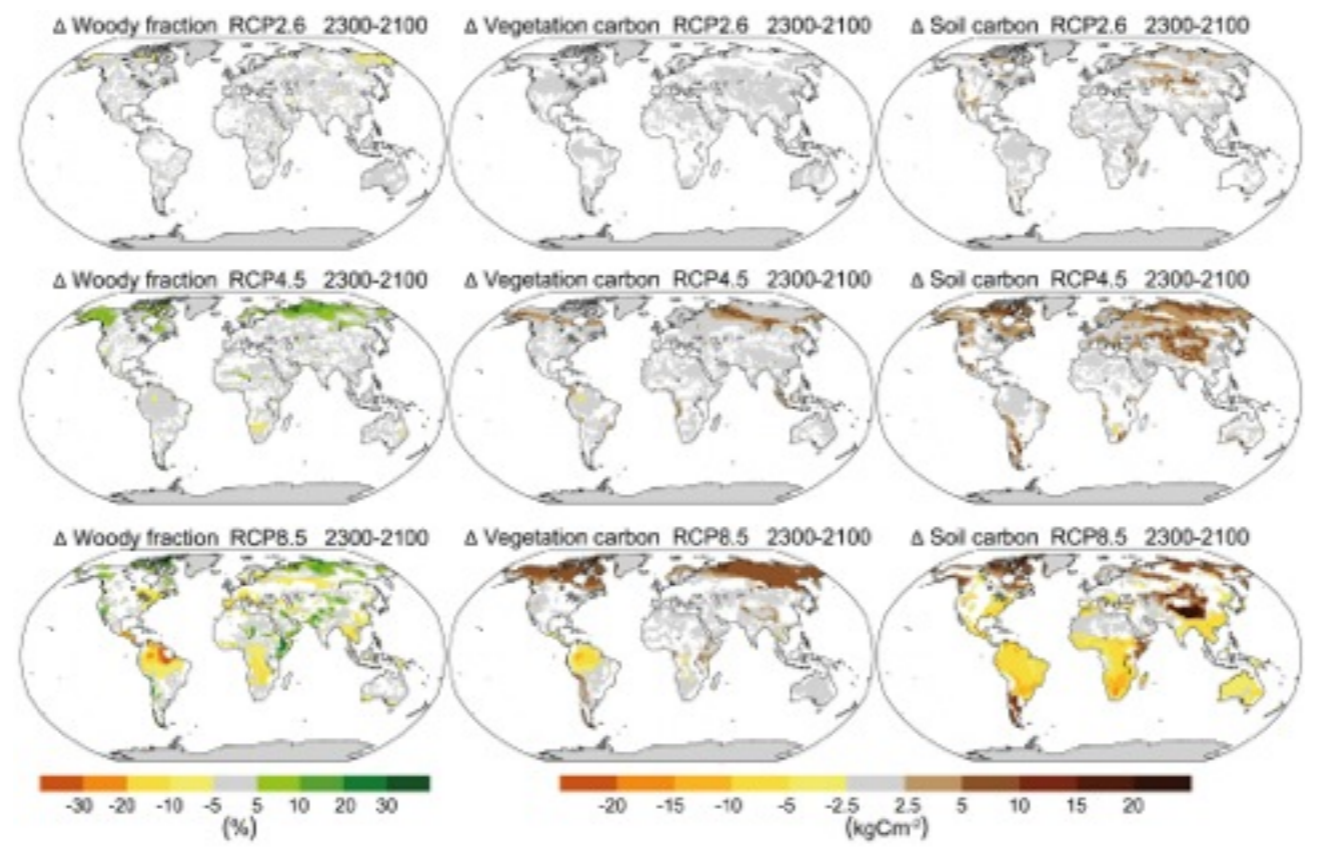 Δ Woody fraction RCP2.6 2300-2100
Δ Vegetation carbon RCP2.6 2300-2100
Δ Soil carbon RCP2.6 2300-2100
Δ Woody fraction RCP4.5 2300-2100
Δ Vegetation carbon RCP4.5 2300-2100
Δ Soil carbon RCP4.5 2300-2100
Δ Woody fraction RCP8.5 2300-2100
Δ Vegetation carbon RCP8.5 2300-2100
Δ Soil carbon RCP8.5 2300-2100
-30 -20 -10 -5 5 10 20 30
(%)
-20 -15 -10 -5 -2.5 2.5 5 10 15 20
(kgCm⁻²)